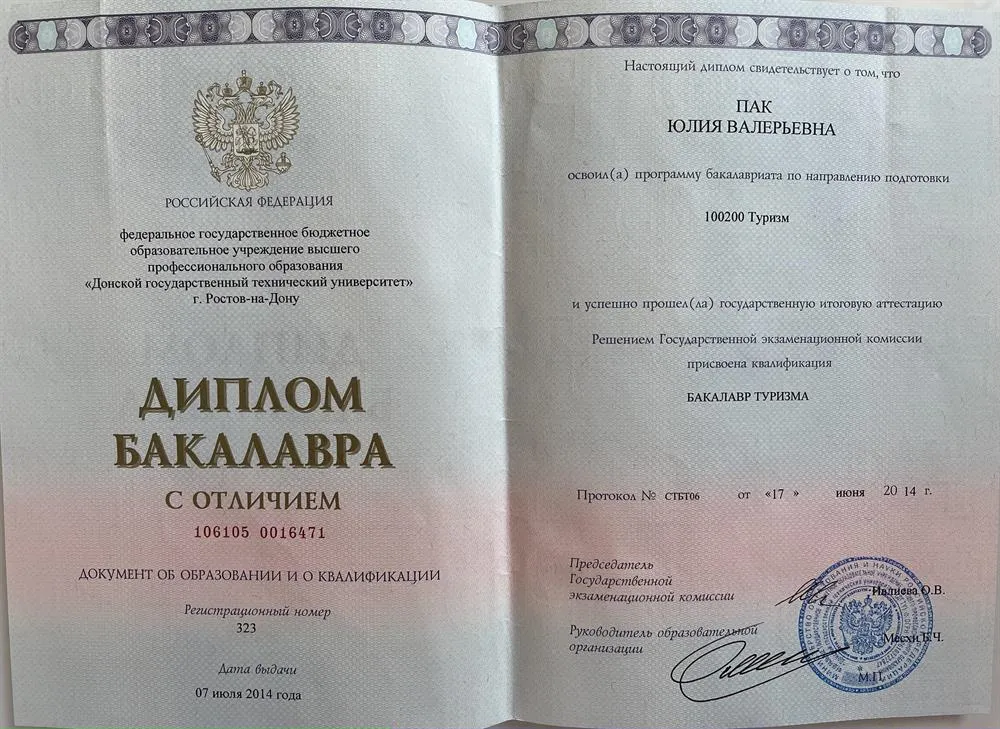 РОССИЙСКАЯ ФЕДЕРАЦИЯ
федеральное государственное бюджетное
образовательное учреждение высшего
профессионального образования
«Донской государственный технический университет»
г. Ростов-на-Дону
ДИПЛОМ
БАКАЛАВРА
С ОТЛИЧИЕМ
106105 0016471
ДОКУМЕНТ ОБ ОБРАЗОВАНИИ И О КВАЛИФИКАЦИИ
Регистрационный номер
323
Дата выдачи
07 июля 2014 года
Настоящий диплом свидетельствует о том, что
ПАК
ЮЛИЯ ВАЛЕРЬЕВНА
освоил(а) программу бакалавриата по направлению подготовки
100200 Туризм
и успешно прошел(ла) государственную итоговую аттестацию
Решением Государственной экзаменационной комиссии
присвоена квалификация
БАКАЛАВР ТУРИЗМА
Протокол № СТБТ06 от «17 » июня 20 14 г.
Председатель
Государственной
экзаменационной комиссии
Ивлиева О.В.
Руководитель образовательной
организации
Месхи Б.Ч.
М.П.